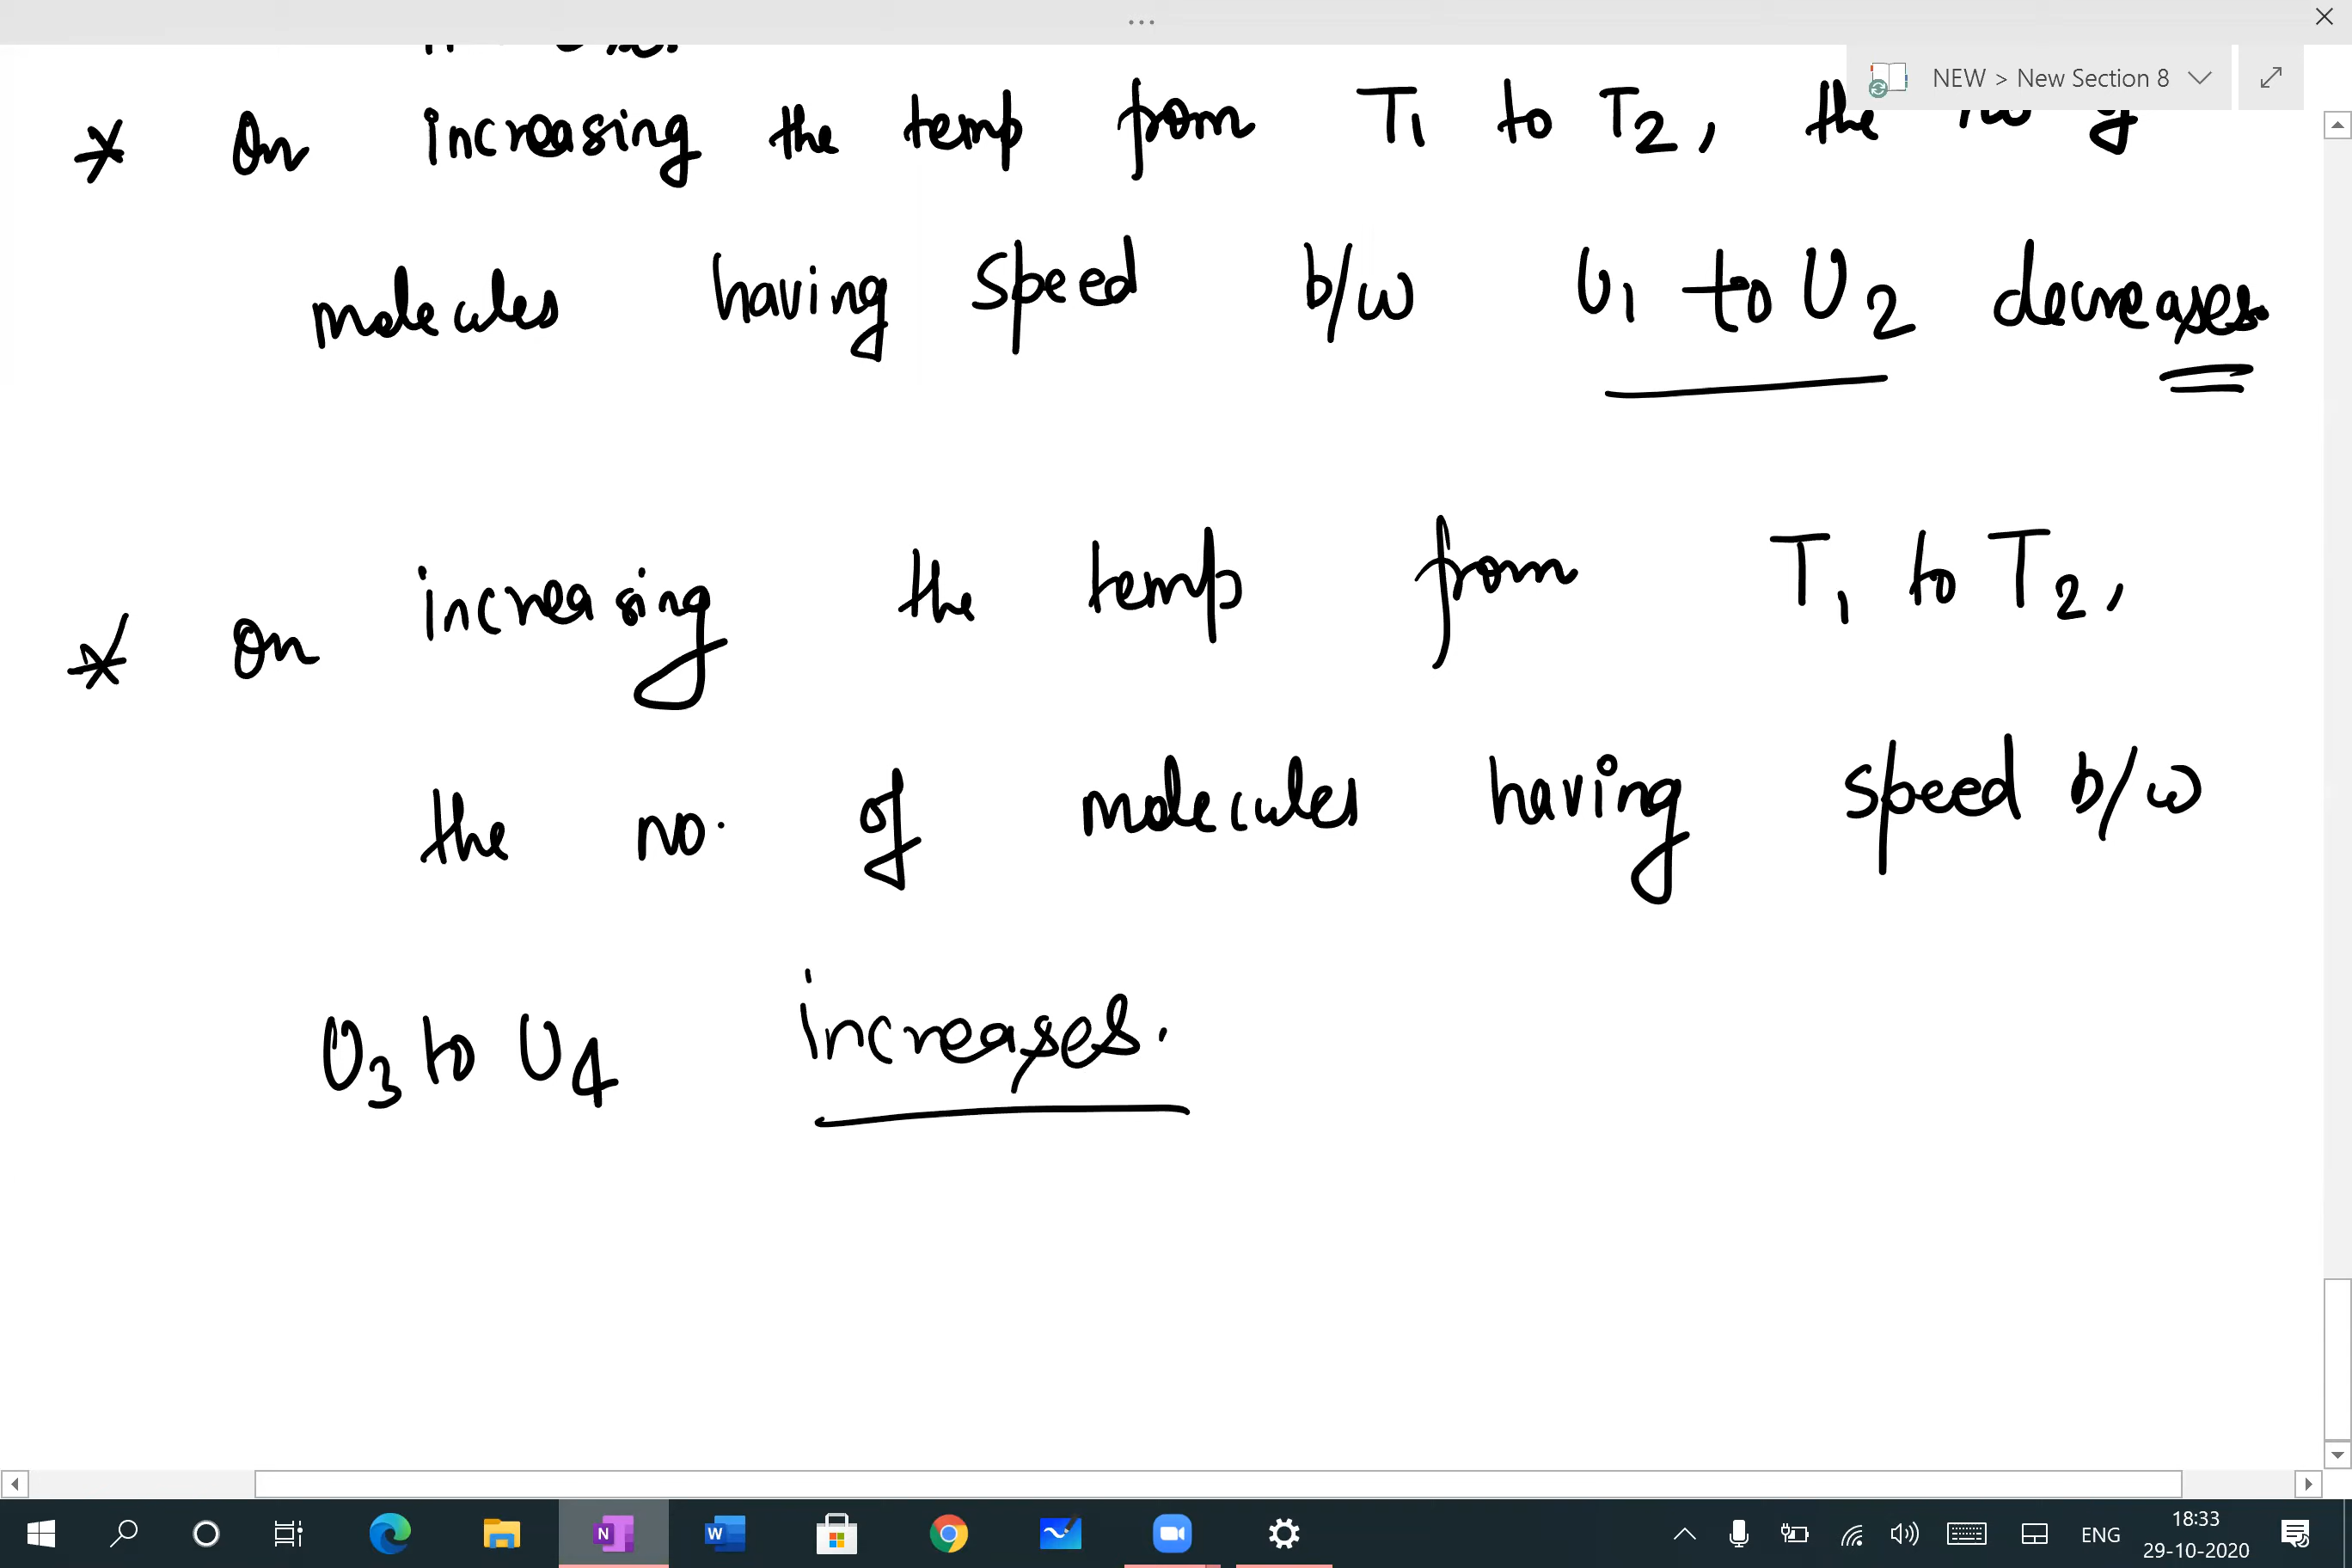 ...
NEW > New Section 8
* On increasing the temp from T1 to T2, the no of
molecules having speed b/w U1 to U2 decreases
* on increasing the temp from T1 to T2,
the no. of molecules having speed b/w
U3 to U4 increases.
N
W
ENG
18:33
29-10-2020